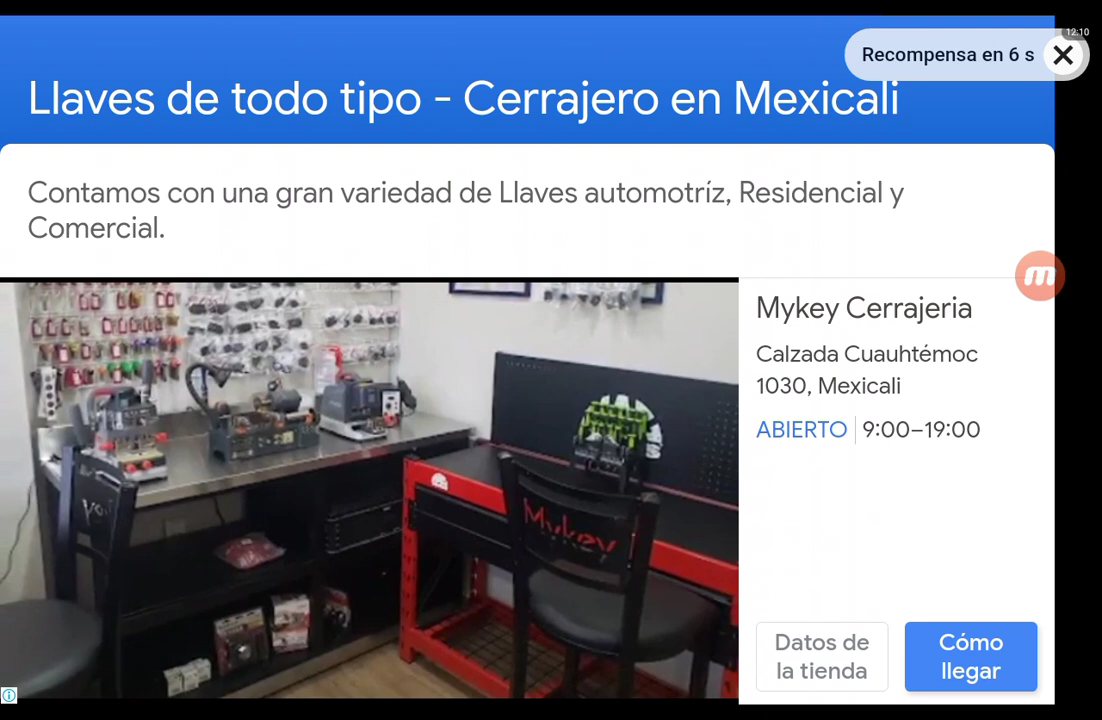 12:10
Recompensa en 6 s
Llaves de todo tipo - Cerrajero en Mexicali
Contamos con una gran variedad de Llaves automotríz, Residencial y
Comercial.
m
Mykey Cerrajeria
Calzada Cuauhtémoc
1030, Mexicali
ABIERTO | 9:00–19:00
Mykey
Datos de
la tienda
Cómo
llegar